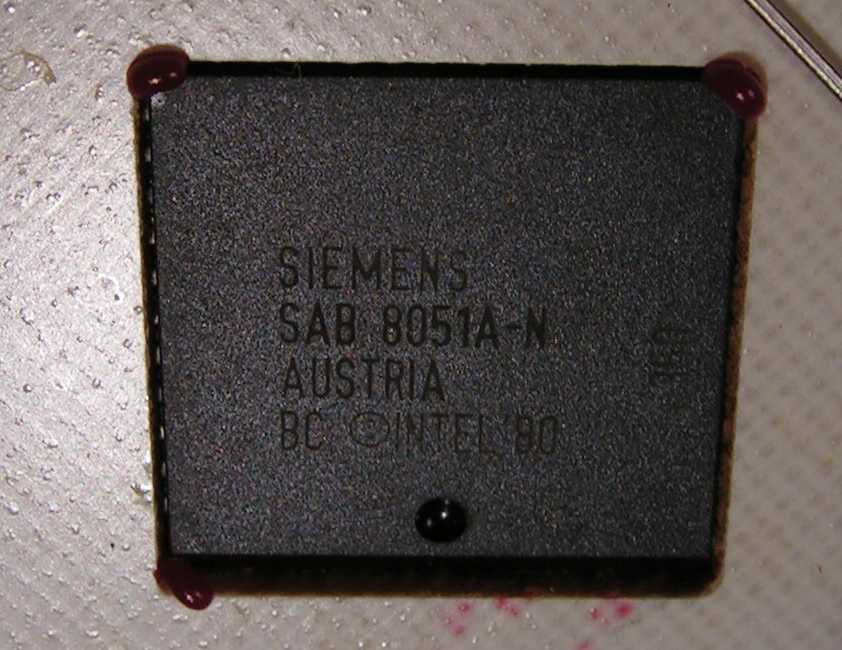 SIEMENS
SAB 8051A-N
AUSTRIA
BC ©INTEL '80